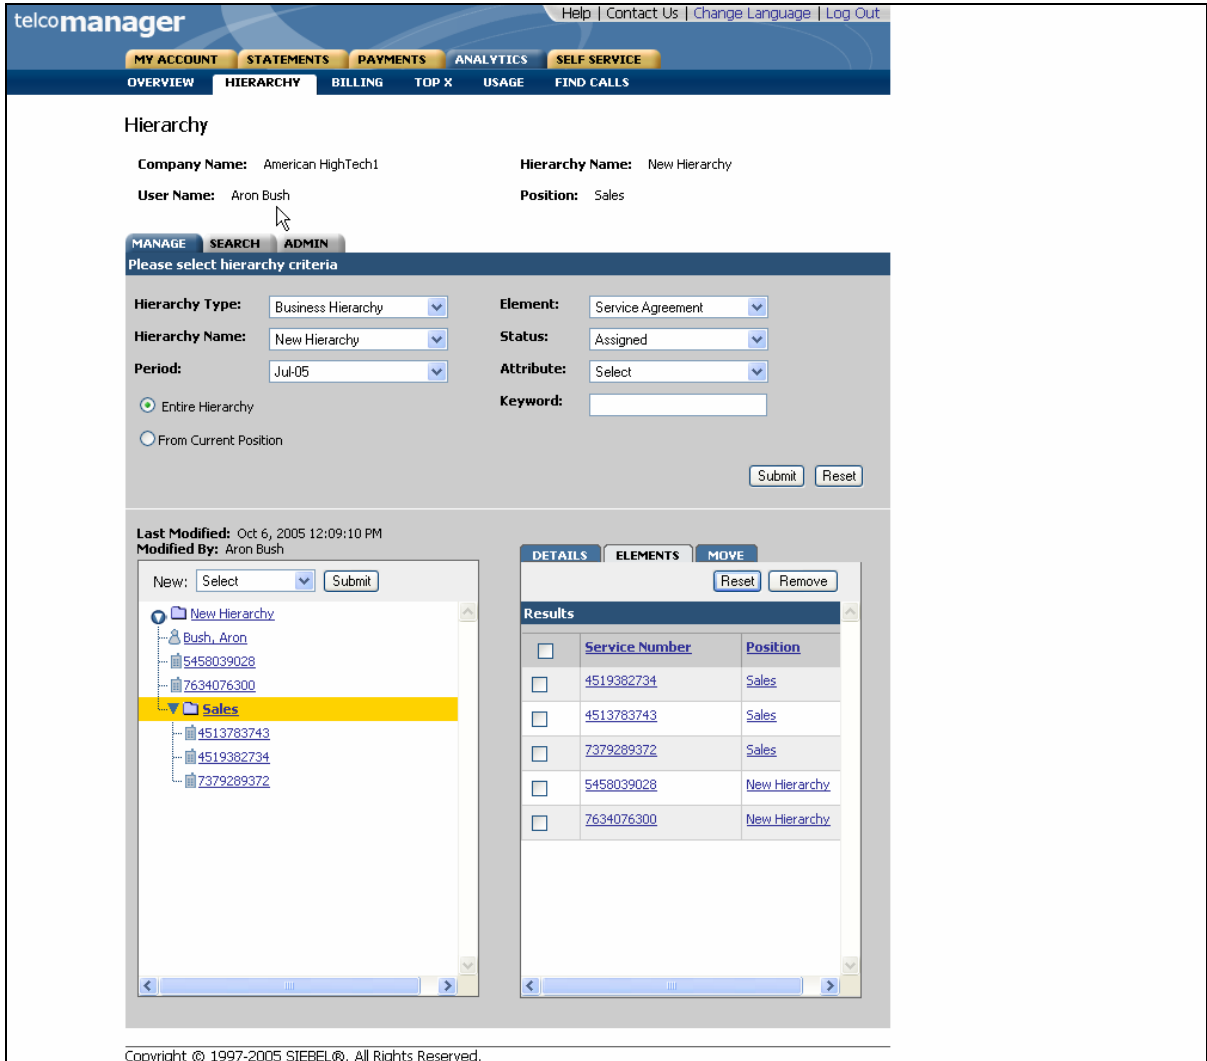 Help | Contact Us | Change Language | Log Out
telcomanager
MY ACCOUNT STATEMENTS PAYMENTS ANALYTICS SELF SERVICE
OVERVIEW HIERARCHY BILLING TOP X USAGE FIND CALLS
Hierarchy
Company Name: American HighTech1 Hierarchy Name: New Hierarchy
User Name: Aron Bush Position: Sales
MANAGE SEARCH ADMIN
Please select hierarchy criteria
Hierarchy Type: Business Hierarchy Element: Service Agreement
Hierarchy Name: New Hierarchy Status: Assigned
Period: Jul-05 Attribute: Select
Entire Hierarchy Keyword:
From Current Position
Submit Reset
Last Modified: Oct 6, 2005 12:09:10 PM
Modified By: Aron Bush
New: Select Submit
New Hierarchy
Bush, Aron
5458039028
7634076300
Sales
4513783743
4519382734
7379289372
DETAILS ELEMENTS MOVE
Reset Remove
Results
Service Number Position
4519382734 Sales
4513783743 Sales
7379289372 Sales
5458039028 New Hierarchy
7634076300 New Hierarchy
Copyright © 1997-2005 SIEBEL®. All Rights Reserved.